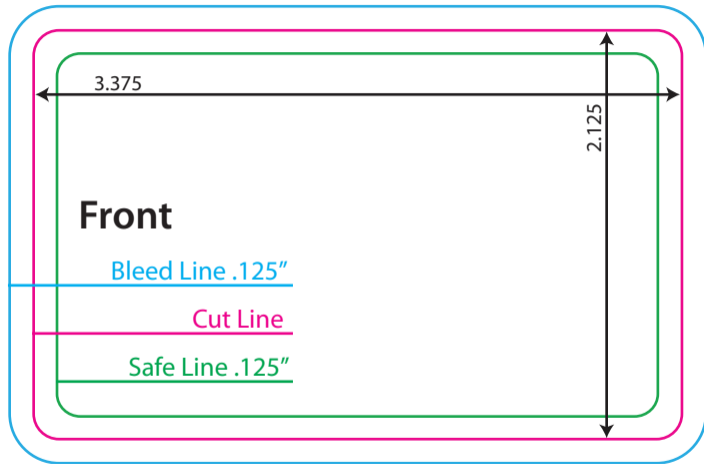 3.375
2.125
Front
Bleed Line .125”
Cut Line
Safe Line .125”